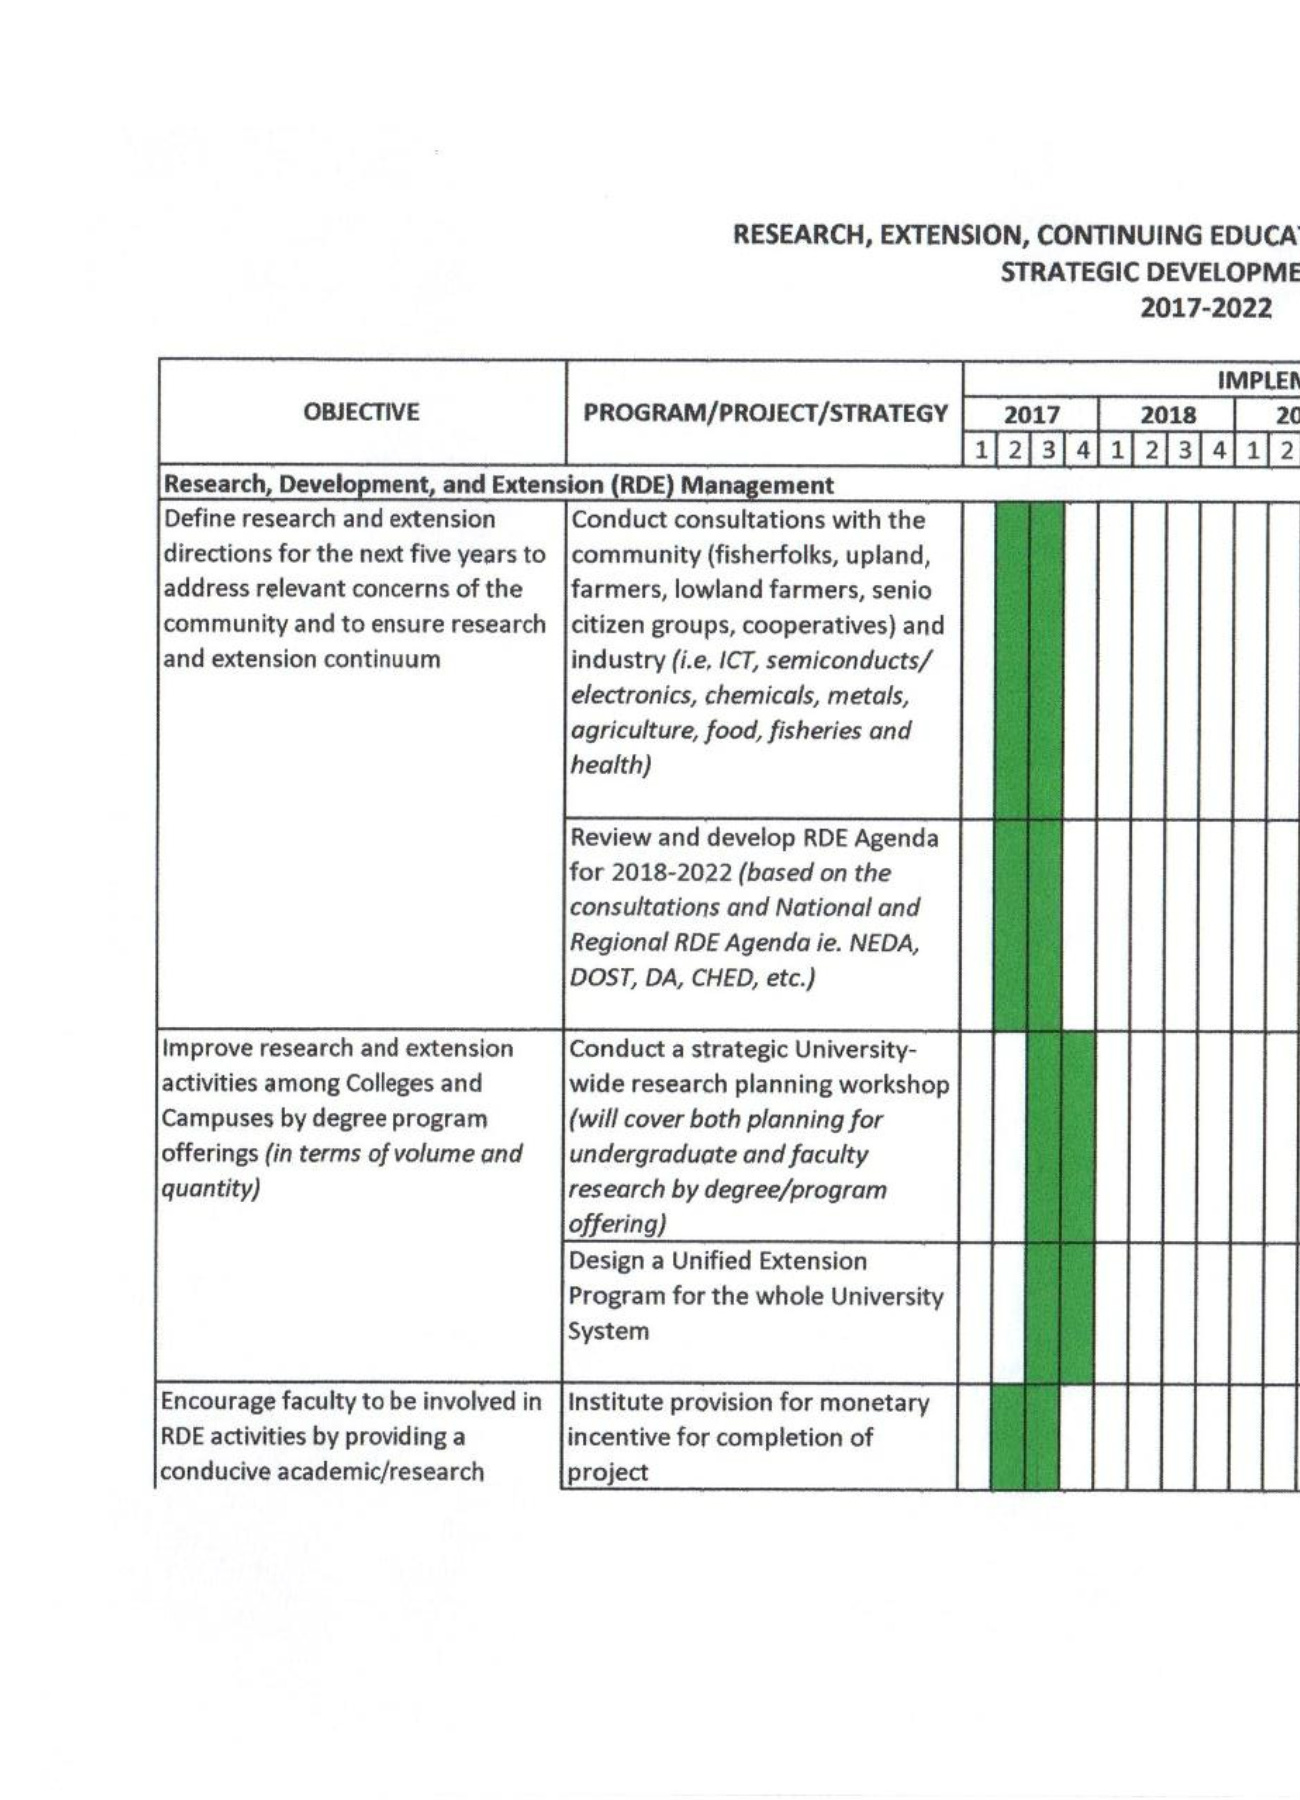 RESEARCH, EXTENSION, CONTINUING EDUCA
STRATEGIC DEVELOPME
2017-2022
IMPLEM
OBJECTIVE
PROGRAM/PROJECT/STRATEGY
2017 2018 20
1 2 3 4 1 2 3 4 1 2
Research, Development, and Extension (RDE) Management
Define research and extension
directions for the next five years to
address relevant concerns of the
community and to ensure research
and extension continuum
Conduct consultations with the
community (fisherfolks, upland,
farmers, lowland farmers, senio
citizen groups, cooperatives) and
industry (i.e. ICT, semiconducts/
electronics, chemicals, metals,
agriculture, food, fisheries and
health)
Review and develop RDE Agenda
for 2018-2022 (based on the
consultations and National and
Regional RDE Agenda ie. NEDA,
DOST, DA, CHED, etc.)
Improve research and extension
activities among Colleges and
Campuses by degree program
offerings (in terms of volume and
quantity)
Conduct a strategic University-
wide research planning workshop
(will cover both planning for
undergraduate and faculty
research by degree/program
offering)
Design a Unified Extension
Program for the whole University
System
Encourage faculty to be involved in
RDE activities by providing a
conducive academic/research
Institute provision for monetary
incentive for completion of
project